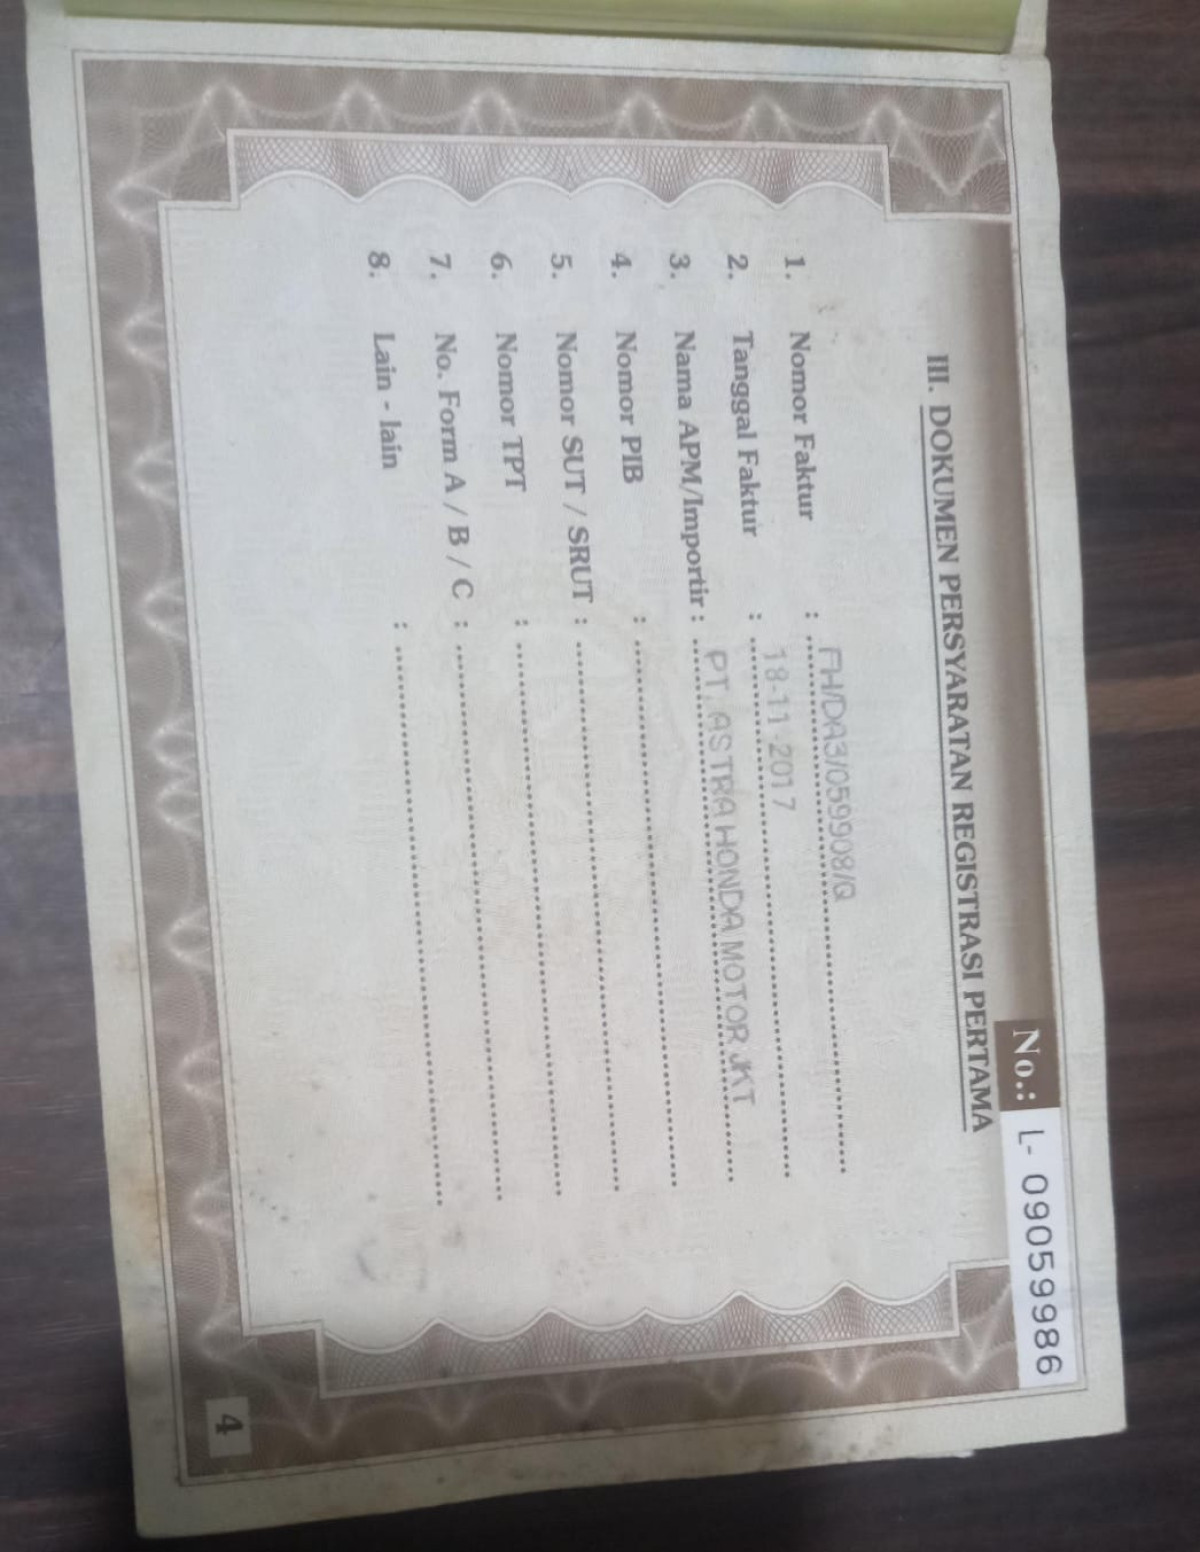 No.: L- 09059986
III. DOKUMEN PERSYARATAN REGISTRASI PERTAMA
1. Nomor Faktur : FH/DA3/059908/Q
2. Tanggal Faktur : 18-11-2017
3. Nama APM/Importir : PT. ASTRA HONDA MOTOR JKT
4. Nomor PIB :
5. Nomor SUT / SRUT :
6. Nomor TPT :
7. No. Form A / B / C :
8. Lain - lain :
4